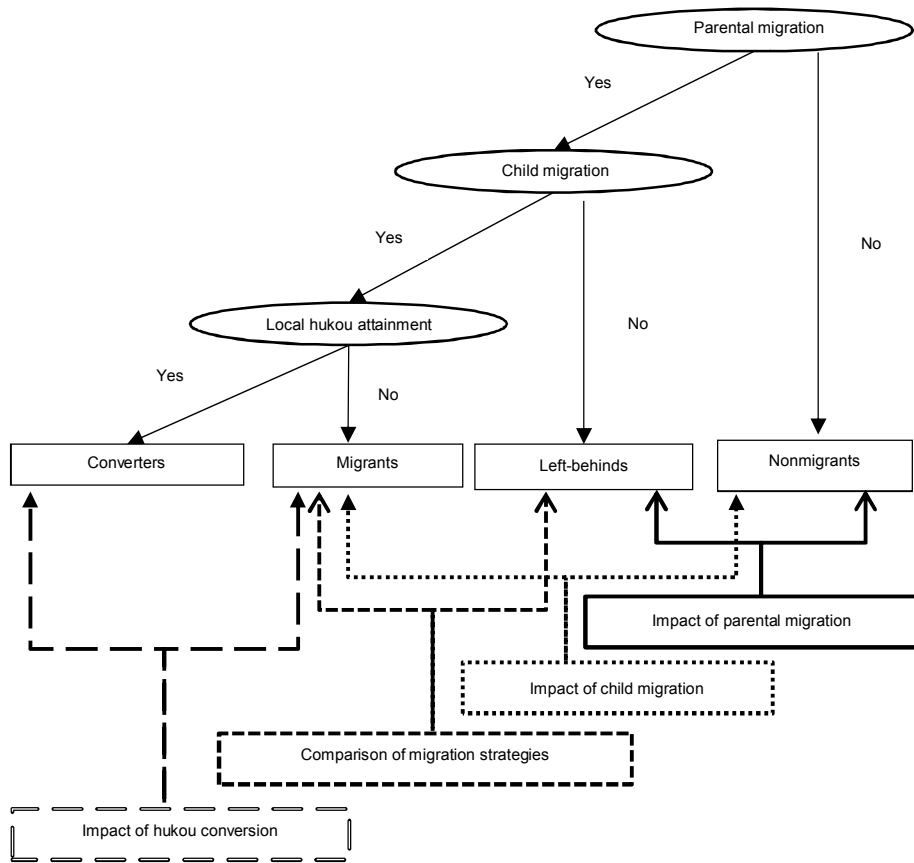 Parental migration
Yes
Child migration
Yes
No
Local hukou attainment
No
Yes
No
Converters
Migrants
Left-behinds
Nonmigrants
Impact of parental migration
Impact of child migration
Comparison of migration strategies
Impact of hukou conversion